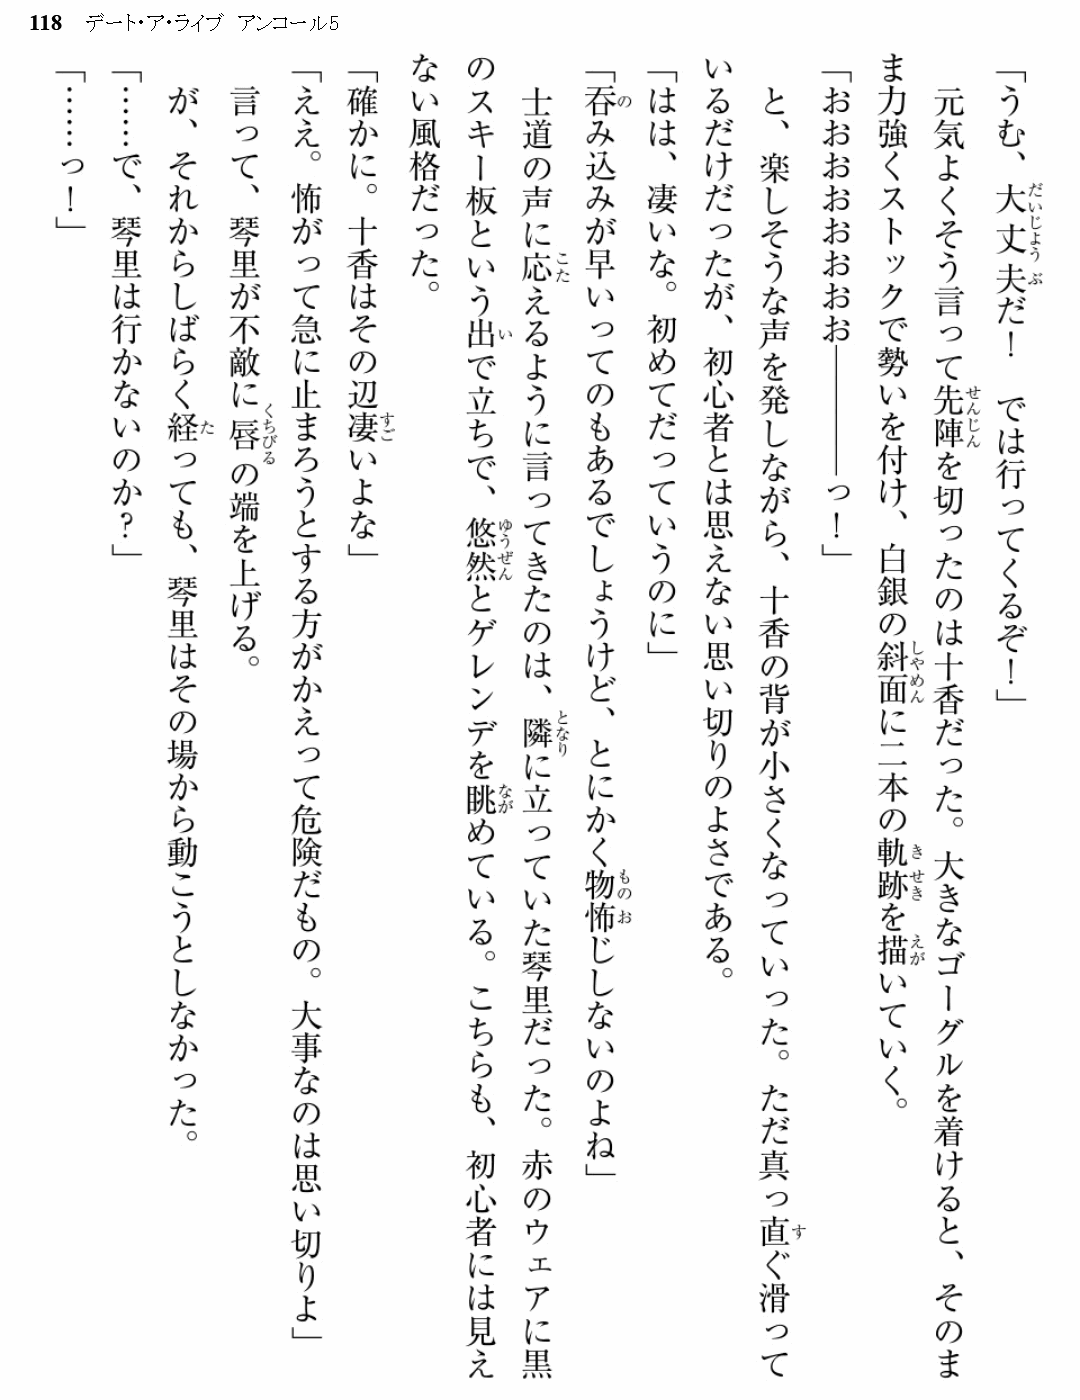 118 デート・ア・ライブ アンコール5
「うむ、大丈夫だ！　では行ってくるぞ！」
　元気よくそう言って先陣を切ったのは十香だった。大きなゴーグルを着けると、そのま
ま力強くストックで勢いを付け、白銀の斜面に二本の軌跡を描いていく。
「おおおおおおおお――――っ！」
　と、楽しそうな声を発しながら、十香の背が小さくなっていった。ただ真っ直ぐ滑って
いるだけだったが、初心者とは思えない思い切りのよさである。
「はは、凄いな。初めてだっていうのに」
「呑み込みが早いってのもあるでしょうけど、とにかく物怖じしないのよね」
　士道の声に応えるように言ってきたのは、隣に立っていた琴里だった。赤のウェアに黒
のスキー板という出で立ちで、悠然とゲレンデを眺めている。こちらも、初心者には見え
ない風格だった。
「確かに。十香はその辺凄いよな」
「ええ。怖がって急に止まろうとする方がかえって危険だもの。大事なのは思い切りよ」
　言って、琴里が不敵に唇の端を上げる。
　が、それからしばらく経っても、琴里はその場から動こうとしなかった。
「……で、琴里は行かないのか？」
「……っ！」